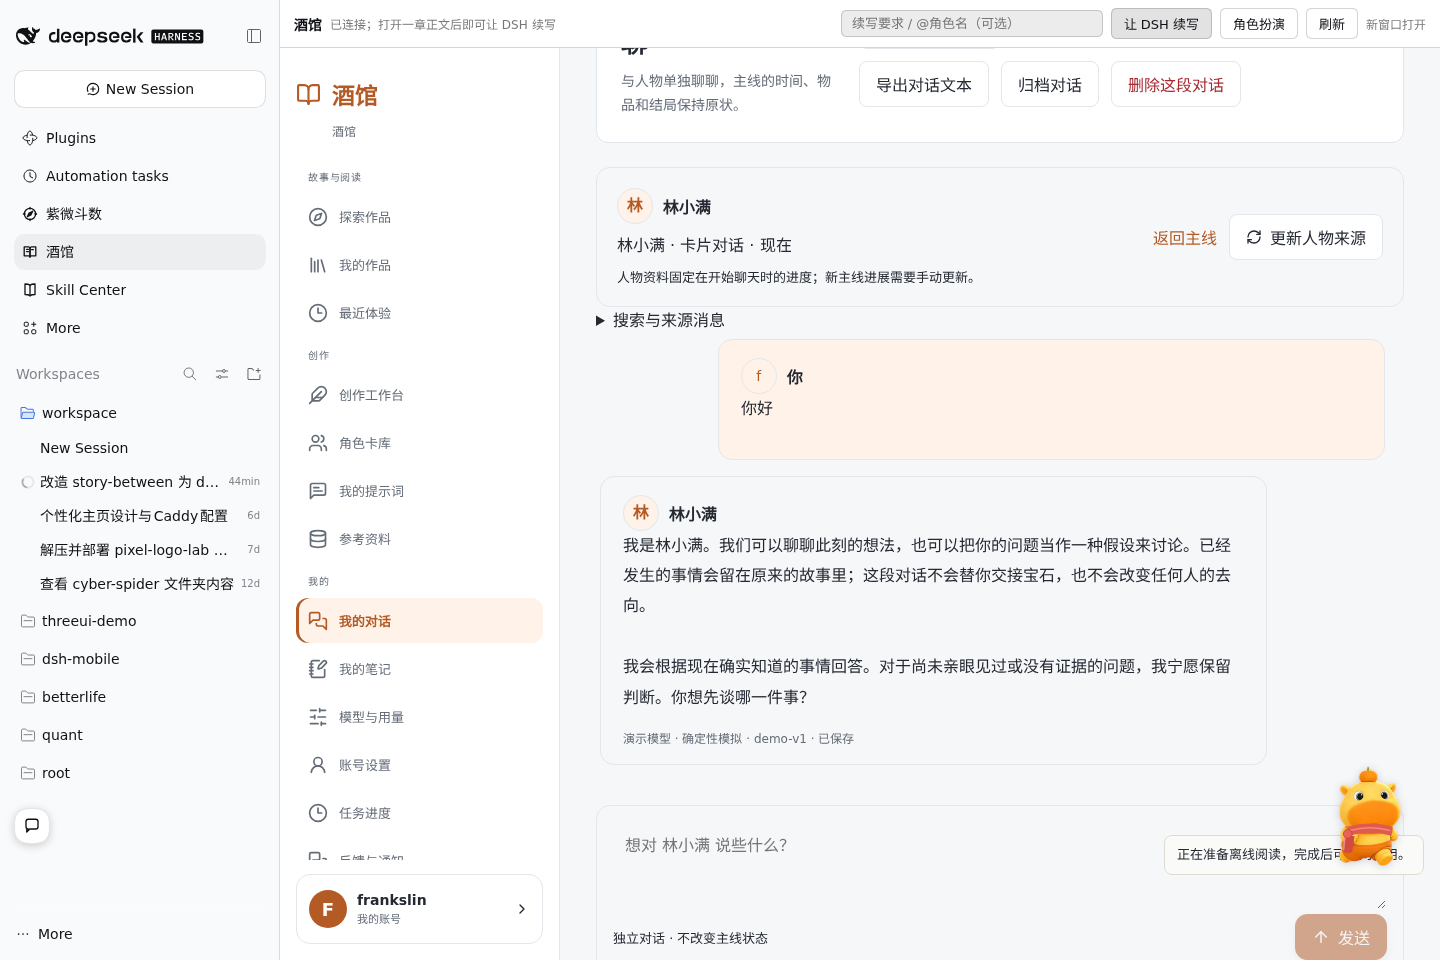 deepseek HARNESS
New Session
Plugins
Automation tasks
紫微斗数
酒馆
Skill Center
More
Workspaces
workspace
New Session
改造 story-between 为 d... 44min
个性化主页设计与Caddy配置 6d
解压并部署 pixel-logo-lab ... 7d
查看 cyber-spider 文件夹内容 12d
threeui-demo
dsh-mobile
betterlife
quant
root
More
酒馆 已连接；打开一章正文后即可让 DSH 续写
续写要求 / @角色名（可选）
让 DSH 续写
角色扮演
刷新
新窗口打开
酒馆
酒馆
故事与阅读
探索作品
我的作品
最近体验
创作
创作工作台
角色卡库
我的提示词
参考资料
我的
我的对话
我的笔记
模型与用量
账号设置
任务进度
反馈与通知
F
frankslin
我的账号
与人物单独聊聊，主线的时间、物
品和结局保持原状。
导出对话文本
归档对话
删除这段对话
林 林小满
林小满 · 卡片对话 · 现在
人物资料固定在开始聊天时的进度；新主线进展需要手动更新。
返回主线
更新人物来源
搜索与来源消息
f 你
你好
林 林小满
我是林小满。我们可以聊聊此刻的想法，也可以把你的问题当作一种假设来讨论。已经
发生的事情会留在原来的故事里；这段对话不会替你交接宝石，也不会改变任何人的去
向。
我会根据现在确实知道的事情回答。对于尚未亲眼见过或没有证据的问题，我宁愿保留
判断。你想先谈哪一件事？
演示模型 · 确定性模拟 · demo-v1 · 已保存
想对 林小满 说些什么？
正在准备离线阅读，完成后可
独立对话 · 不改变主线状态
发送